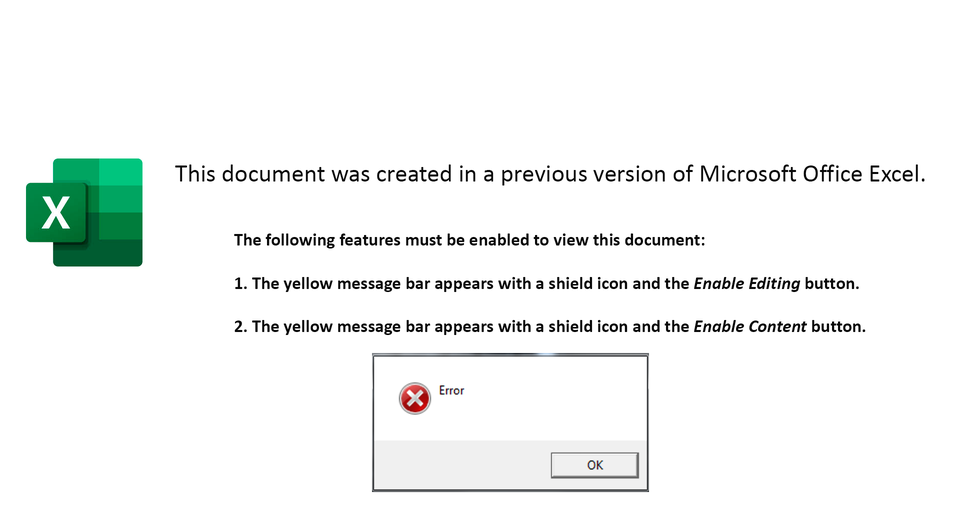 X
This document was created in a previous version of Microsoft Office Excel.
The following features must be enabled to view this document:
1. The yellow message bar appears with a shield icon and the Enable Editing button.
2. The yellow message bar appears with a shield icon and the Enable Content button.
Error
OK